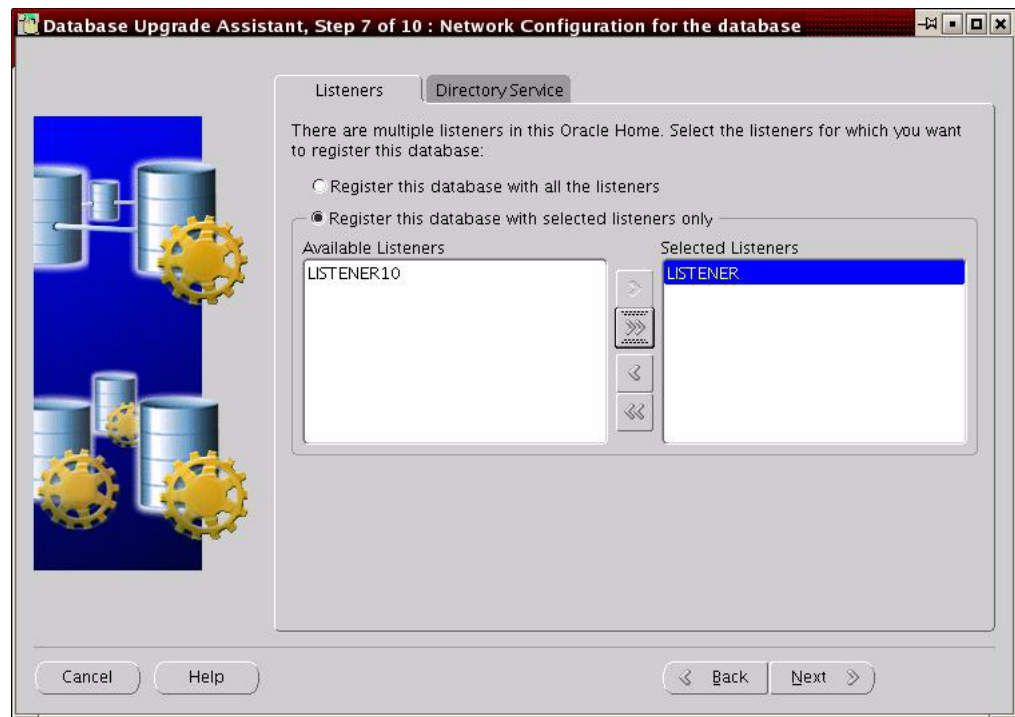 Database Upgrade Assistant, Step 7 of 10 : Network Configuration for the database
Listeners
Directory Service
There are multiple listeners in this Oracle Home. Select the listeners for which you want
to register this database:
Register this database with all the listeners
Register this database with selected listeners only
Available Listeners
Selected Listeners
LISTENER10
LISTENER
Cancel
Help
Back
Next